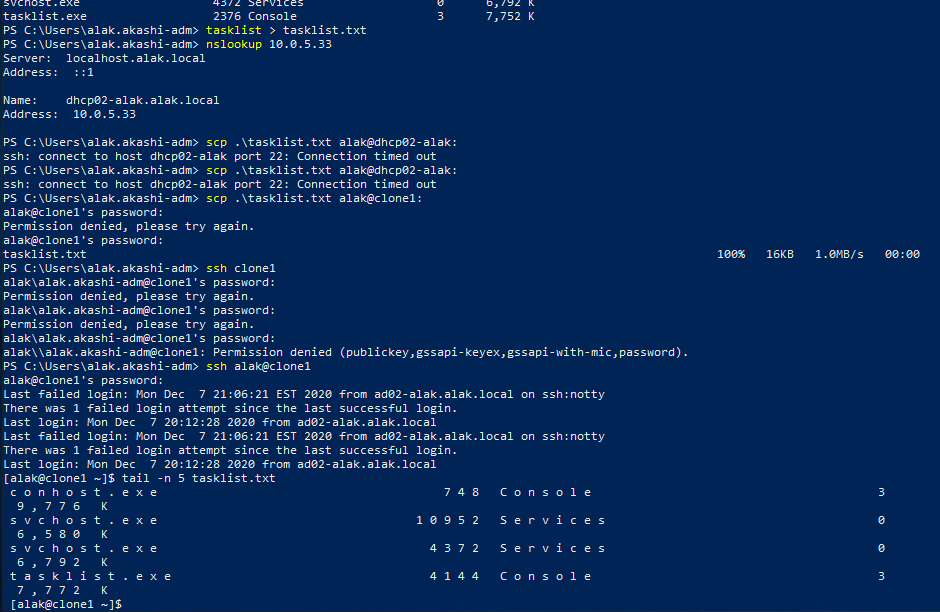 svchost.exe 4372 Services 0 6,792 K
tasklist.exe 2376 Console 3 7,752 K
PS C:\Users\alak.akashi-adm> tasklist > tasklist.txt
PS C:\Users\alak.akashi-adm> nslookup 10.0.5.33
Server: localhost.alak.local
Address: ::1
Name: dhcp02-alak.alak.local
Address: 10.0.5.33
PS C:\Users\alak.akashi-adm> scp .\tasklist.txt alak@dhcp02-alak:
ssh: connect to host dhcp02-alak port 22: Connection timed out
PS C:\Users\alak.akashi-adm> scp .\tasklist.txt alak@dhcp02-alak:
ssh: connect to host dhcp02-alak port 22: Connection timed out
PS C:\Users\alak.akashi-adm> scp .\tasklist.txt alak@clone1:
alak@clone1's password:
Permission denied, please try again.
alak@clone1's password:
tasklist.txt 100% 16KB 1.0MB/s 00:00
PS C:\Users\alak.akashi-adm> ssh clone1
alak\alak.akashi-adm@clone1's password:
Permission denied, please try again.
alak\alak.akashi-adm@clone1's password:
Permission denied, please try again.
alak\alak.akashi-adm@clone1's password:
alak\\alak.akashi-adm@clone1: Permission denied (publickey,gssapi-keyex,gssapi-with-mic,password).
PS C:\Users\alak.akashi-adm> ssh alak@clone1
alak@clone1's password:
Last failed login: Mon Dec  7 21:06:21 EST 2020 from ad02-alak.alak.local on ssh:notty
There was 1 failed login attempt since the last successful login.
Last login: Mon Dec  7 20:12:28 2020 from ad02-alak.alak.local
Last failed login: Mon Dec  7 21:06:21 EST 2020 from ad02-alak.alak.local on ssh:notty
There was 1 failed login attempt since the last successful login.
Last login: Mon Dec  7 20:12:28 2020 from ad02-alak.alak.local
[alak@clone1 ~]$ tail -n 5 tasklist.txt
c o n h o s t . e x e 7 4 8 C o n s o l e 3
9 , 7 7 6 K
s v c h o s t . e x e 1 0 9 5 2 S e r v i c e s 0
6 , 5 8 0 K
s v c h o s t . e x e 4 3 7 2 S e r v i c e s 0
6 , 7 9 2 K
t a s k l i s t . e x e 4 1 4 4 C o n s o l e 3
7 , 7 7 2 K
[alak@clone1 ~]$